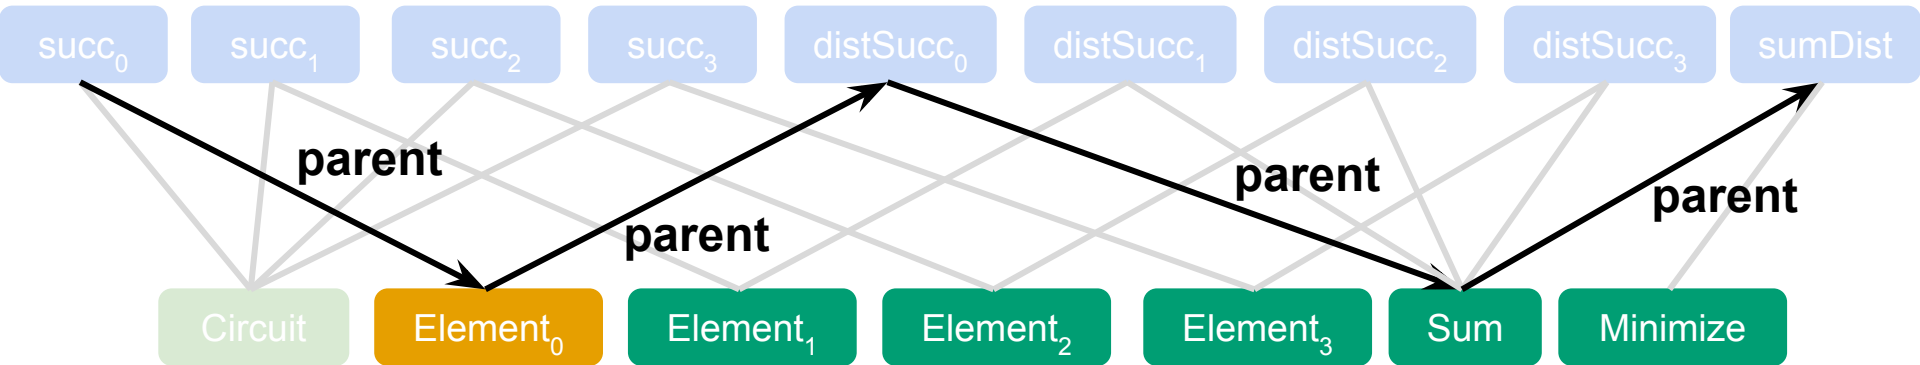 succ₀ succ₁ succ₂ succ₃ distSucc₀ distSucc₁ distSucc₂ distSucc₃ sumDist
parent
parent
parent
parent
Circuit Element₀ Element₁ Element₂ Element₃ Sum Minimize